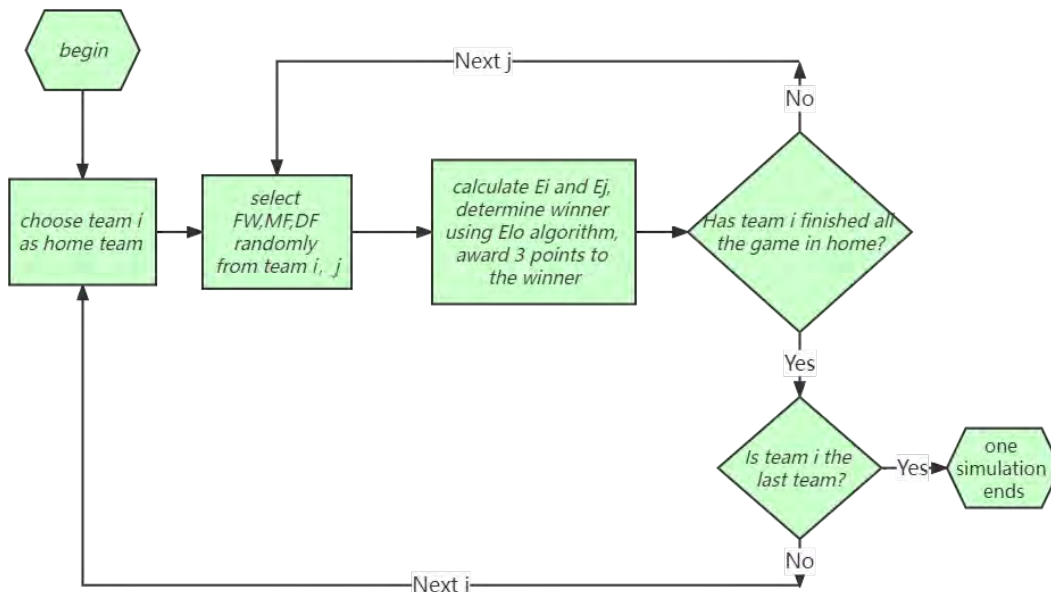 begin
Next j
No
choose team i
as home team
select
FW,MF,DF
randomly
from team i, j
calculate Ei and Ej,
determine winner
using Elo algorithm,
award 3 points to
the winner
Has team i finished all
the game in home?
Yes
Is team i the
last team?
Yes
one
simulation
ends
No
Next i